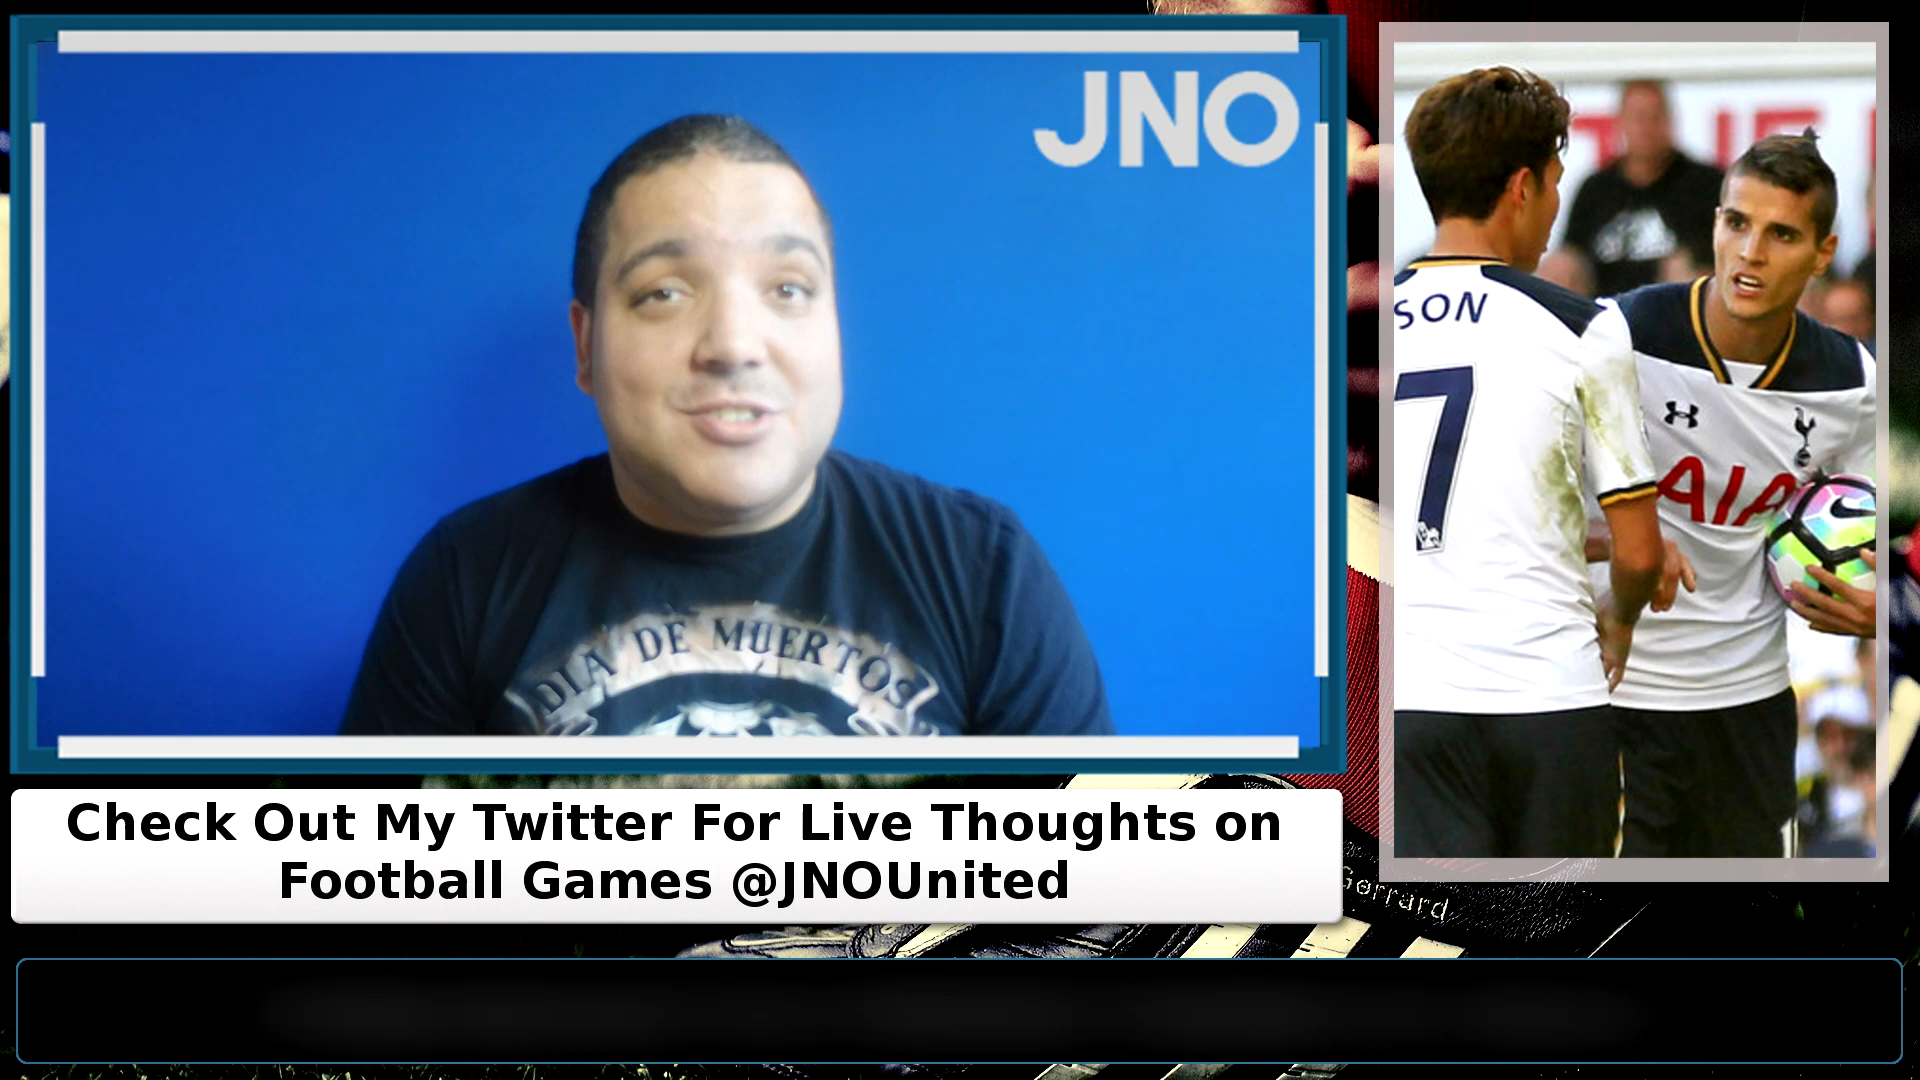 JNO
DIA DE MUERTOS
Check Out My Twitter For Live Thoughts on
Football Games @JNOUnited
SON
7
AIA
Gerrard